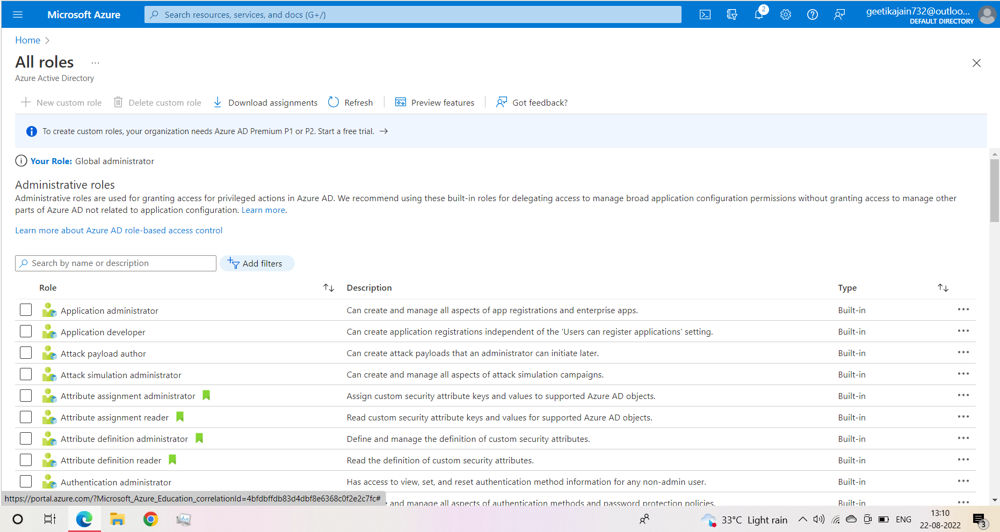 Microsoft Azure
Search resources, services, and docs (G+/)
2
geetikajain732@outloo...
DEFAULT DIRECTORY
Home
All roles
...
Azure Active Directory
New custom role
Delete custom role
Download assignments
Refresh
Preview features
Got feedback?
To create custom roles, your organization needs Azure AD Premium P1 or P2. Start a free trial. →
Your Role: Global administrator
Administrative roles
Administrative roles are used for granting access for privileged actions in Azure AD. We recommend using these built-in roles for delegating access to manage broad application configuration permissions without granting access to manage other
parts of Azure AD not related to application configuration. Learn more.
Learn more about Azure AD role-based access control
Search by name or description
Add filters
Role Description Type
Application administrator Can create and manage all aspects of app registrations and enterprise apps. Built-in
Application developer Can create application registrations independent of the 'Users can register applications' setting. Built-in
Attack payload author Can create attack payloads that an administrator can initiate later. Built-in
Attack simulation administrator Can create and manage all aspects of attack simulation campaigns. Built-in
Attribute assignment administrator Assign custom security attribute keys and values to supported Azure AD objects. Built-in
Attribute assignment reader Read custom security attribute keys and values for supported Azure AD objects. Built-in
Attribute definition administrator Define and manage the definition of custom security attributes. Built-in
Attribute definition reader Read the definition of custom security attributes. Built-in
Authentication administrator Has access to view, set, and reset authentication method information for any non-admin user. Built-in
https://portal.azure.com/?Microsoft_Azure_Education_correlationId=4bfdbffdb83d4dbf8e6368c0f2e2c7fc#
and manage all aspects of authentication methods and password protection policies. Built-in
33°C Light rain
ENG
13:10
22-08-2022
3